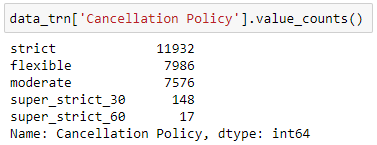 data_trn['Cancellation Policy'].value_counts()
strict 11932
flexible 7986
moderate 7576
super_strict_30 148
super_strict_60 17
Name: Cancellation Policy, dtype: int64